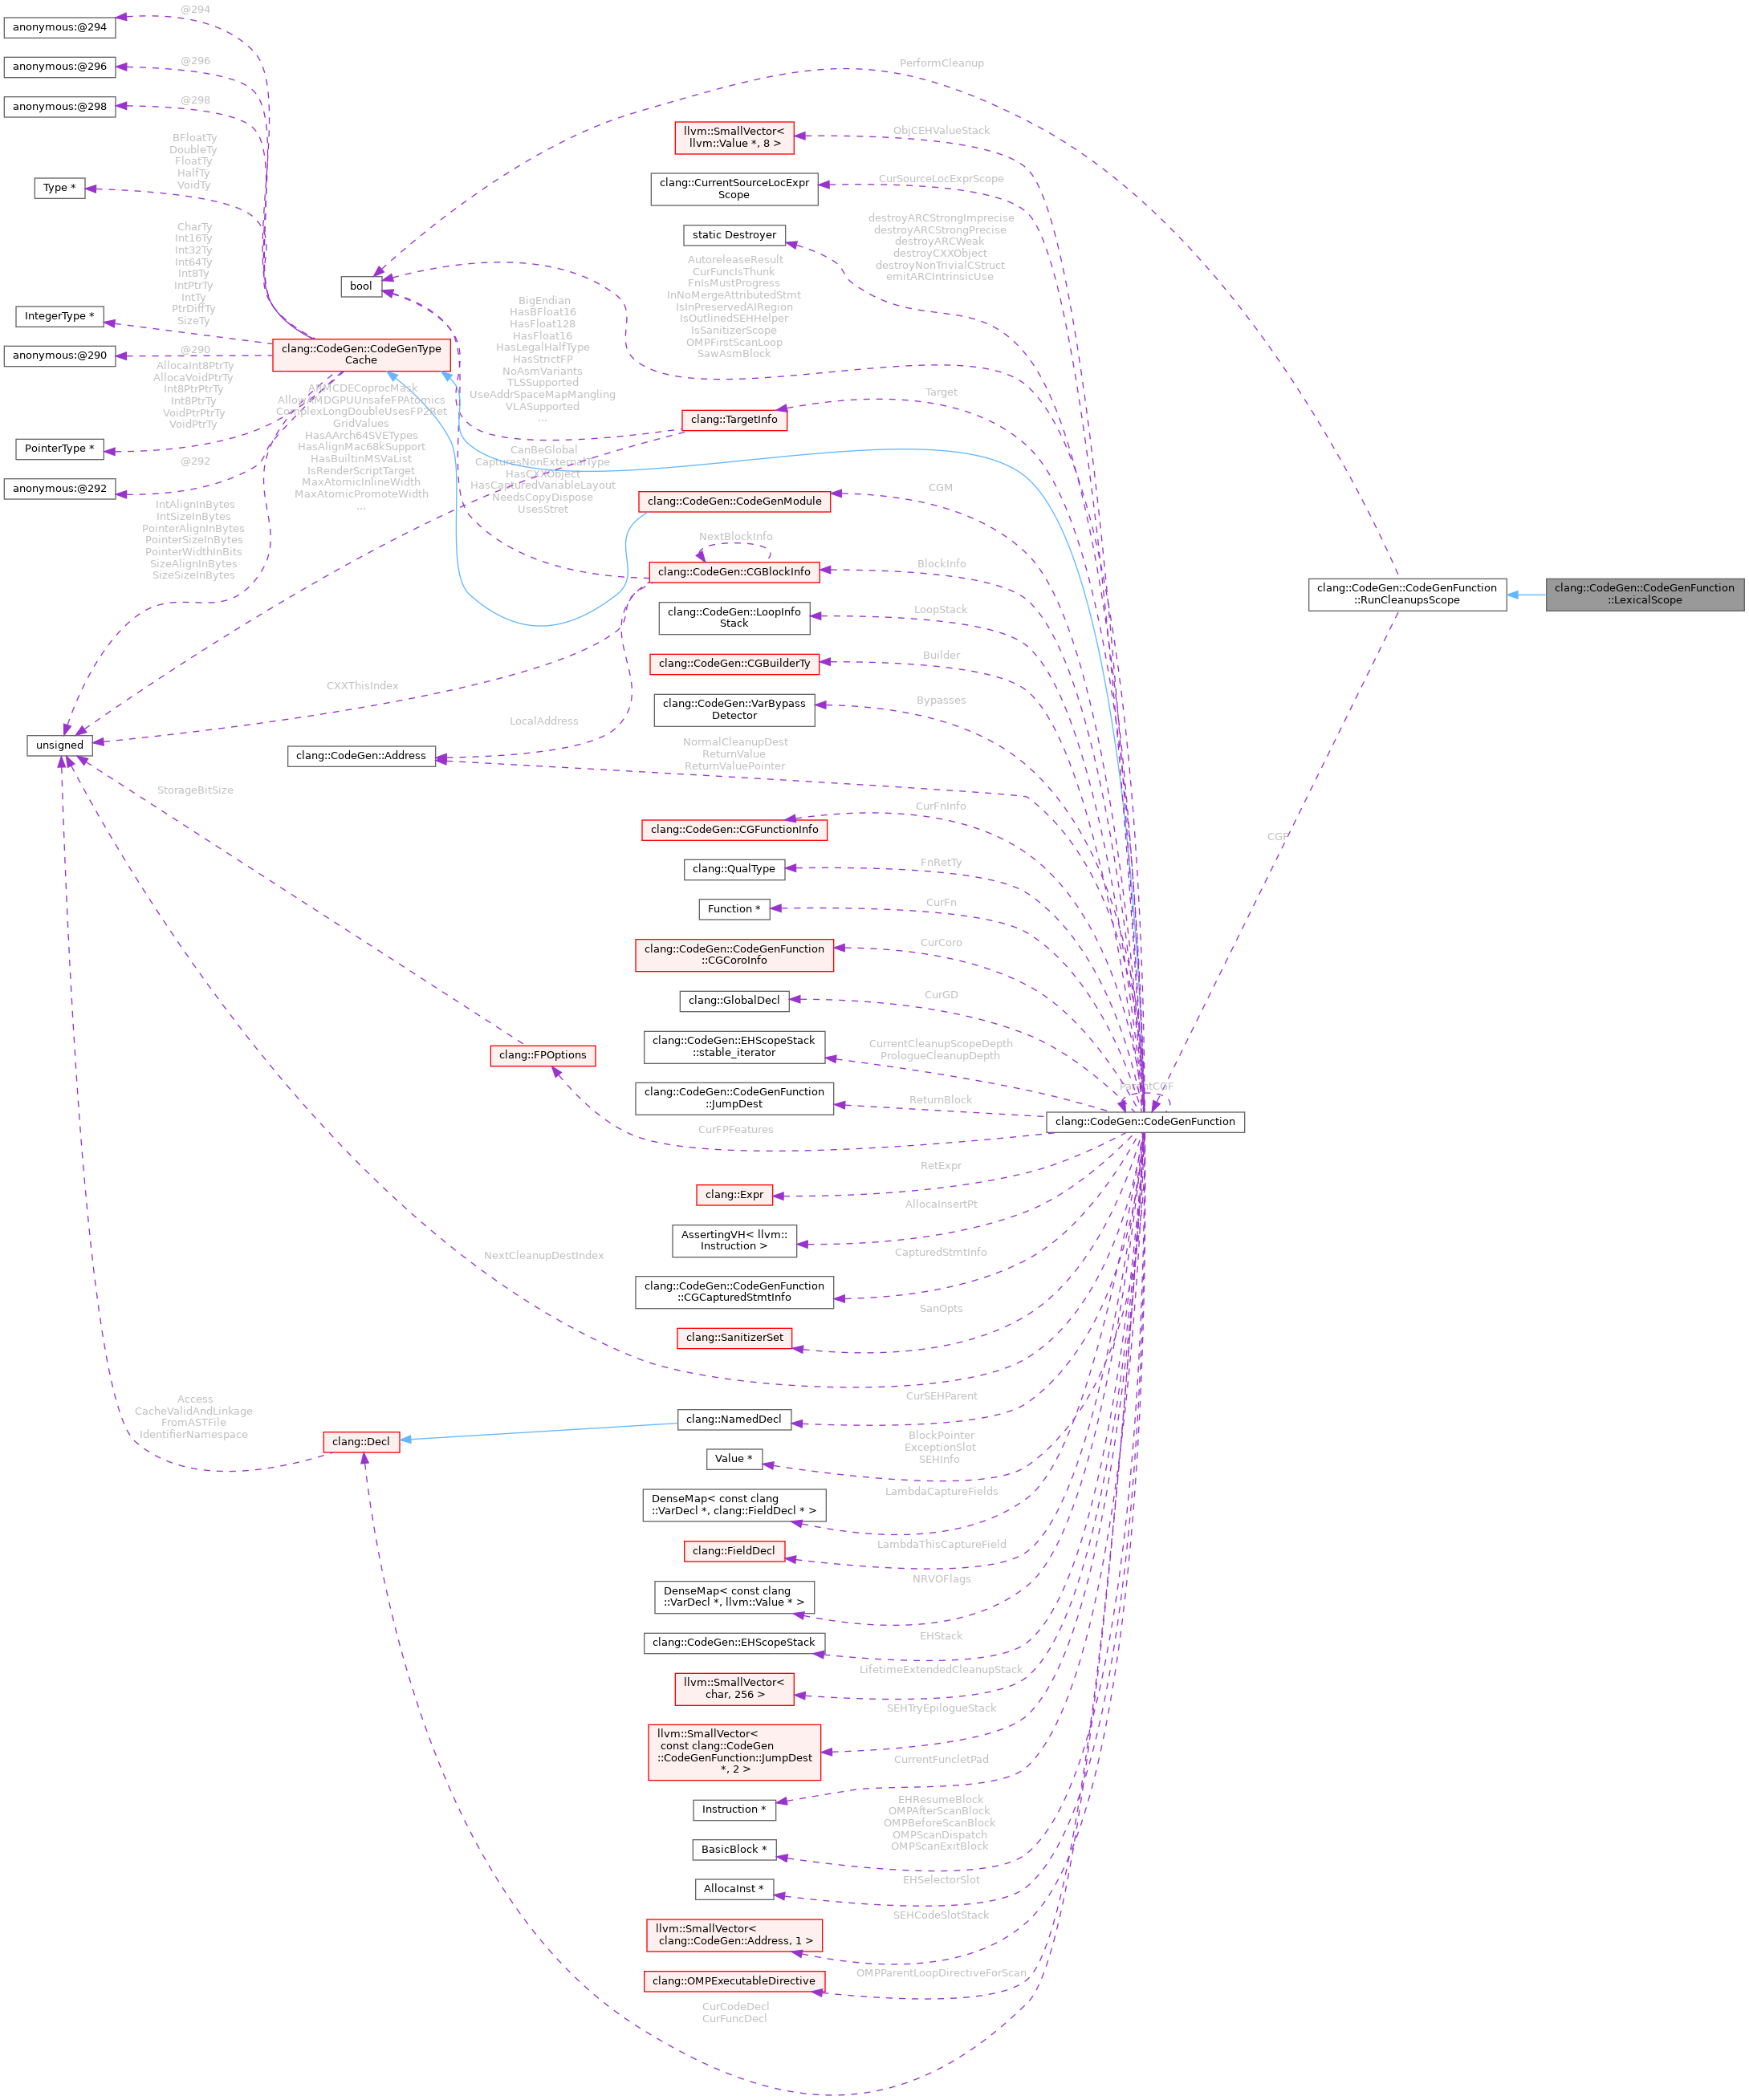 @294
anonymous:@294
@296
anonymous:@296
@298
anonymous:@298
BFloatTy
DoubleTy
FloatTy
HalfTy
VoidTy
Type *
CharTy
Int16Ty
Int32Ty
Int64Ty
Int8Ty
IntPtrTy
IntTy
PtrDiffTy
SizeTy
IntegerType *
@290
anonymous:@290
AllocaInt8PtrTy
AllocaVoidPtrTy
Int8PtrPtrTy
Int8PtrTy
VoidPtrPtrTy
VoidPtrTy
PointerType *
@292
anonymous:@292
IntAlignInBytes
IntSizeInBytes
PointerAlignInBytes
PointerSizeInBytes
PointerWidthInBits
SizeAlignInBytes
SizeSizeInBytes
unsigned
StorageBitSize
Access
CacheValidAndLinkage
FromASTFile
IdentifierNamespace
bool
clang::CodeGen::CodeGenType
Cache
ARMCDECoprocMask
AllowAMDGPUUnsafeFPAtomics
ComplexLongDoubleUsesFP2Ret
GridValues
HasAArch64SVETypes
HasAlignMac68kSupport
HasBuiltinMSVaList
IsRenderScriptTarget
MaxAtomicInlineWidth
MaxAtomicPromoteWidth
...
CXXThisIndex
clang::CodeGen::Address
clang::Decl
BigEndian
HasBFloat16
HasFloat128
HasFloat16
HasLegalHalfType
HasStrictFP
NoAsmVariants
TLSSupported
UseAddrSpaceMapMangling
VLASupported
...
CanBeGlobal
CapturesNonExternalType
HasCXXObject
HasCapturedVariableLayout
NeedsCopyDispose
UsesStret
LocalAddress
clang::FPOptions
NextCleanupDestIndex
PerformCleanup
llvm::SmallVector<
llvm::Value *, 8 >
ObjCEHValueStack
clang::CurrentSourceLocExpr
Scope
CurSourceLocExprScope
static Destroyer
destroyARCStrongImprecise
destroyARCStrongPrecise
destroyARCWeak
destroyCXXObject
destroyNonTrivialCStruct
emitARCIntrinsicUse
AutoreleaseResult
CurFuncIsThunk
FnIsMustProgress
InNoMergeAttributedStmt
IsInPreservedAIRegion
IsOutlinedSEHHelper
IsSanitizerScope
OMPFirstScanLoop
SawAsmBlock
Target
clang::TargetInfo
CGM
clang::CodeGen::CodeGenModule
NextBlockInfo
clang::CodeGen::CGBlockInfo
BlockInfo
clang::CodeGen::LoopInfo
Stack
LoopStack
clang::CodeGen::CGBuilderTy
Builder
clang::CodeGen::VarBypass
Detector
Bypasses
NormalCleanupDest
ReturnValue
ReturnValuePointer
clang::CodeGen::CGFunctionInfo
CurFnInfo
clang::QualType
FnRetTy
Function *
CurFn
clang::CodeGen::CodeGenFunction
::CGCoroInfo
CurCoro
clang::GlobalDecl
CurGD
clang::CodeGen::EHScopeStack
::stable_iterator
CurrentCleanupScopeDepth
PrologueCleanupDepth
clang::CodeGen::CodeGenFunction
::JumpDest
ReturnBlock
CurFPFeatures
clang::Expr
RetExpr
AssertingVH< llvm::
Instruction >
AllocaInsertPt
clang::CodeGen::CodeGenFunction
::CGCapturedStmtInfo
CapturedStmtInfo
clang::SanitizerSet
SanOpts
clang::NamedDecl
CurSEHParent
Value *
BlockPointer
ExceptionSlot
SEHInfo
DenseMap< const clang
::VarDecl *, clang::FieldDecl * >
LambdaCaptureFields
clang::FieldDecl
LambdaThisCaptureField
DenseMap< const clang
::VarDecl *, llvm::Value * >
NRVOFlags
clang::CodeGen::EHScopeStack
EHStack
llvm::SmallVector<
char, 256 >
LifetimeExtendedCleanupStack
llvm::SmallVector<
const clang::CodeGen
::CodeGenFunction::JumpDest
*, 2 >
SEHTryEpilogueStack
Instruction *
CurrentFuncletPad
BasicBlock *
EHResumeBlock
OMPAfterScanBlock
OMPBeforeScanBlock
OMPScanDispatch
OMPScanExitBlock
AllocaInst *
EHSelectorSlot
llvm::SmallVector<
clang::CodeGen::Address, 1 >
SEHCodeSlotStack
clang::OMPExecutableDirective
OMPParentLoopDirectiveForScan
CurCodeDecl
CurFuncDecl
ParentCGF
clang::CodeGen::CodeGenFunction
CGF
clang::CodeGen::CodeGenFunction
::RunCleanupsScope
clang::CodeGen::CodeGenFunction
::LexicalScope